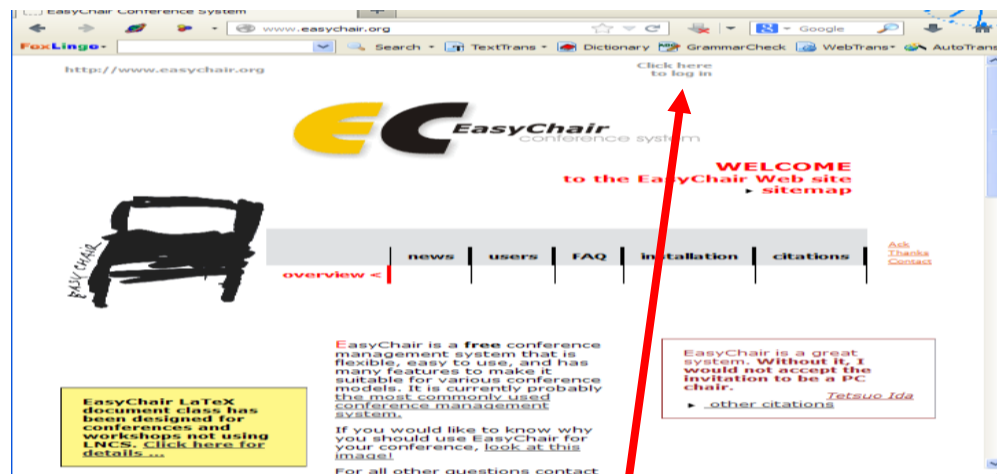 EasyChair Conference System
www.easychair.org
Google
FoxLingo
Search
TextTrans
Dictionary
GrammarCheck
WebTrans
AutoTrans
http://www.easychair.org
Click here
to log in
EC EasyChair
conference system
WELCOME
to the EasyChair Web site
▸ sitemap
EASY CHAIR
news
users
FAQ
installation
citations
Ask
Thanks
Contact
overview <
EasyChair is a free conference
management system that is
flexible, easy to use, and has
many features to make it
suitable for various conference
models. It is currently probably
the most commonly used
conference management
system.
If you would like to know why
you should use EasyChair for
your conference, look at this
image!
For all other questions contact
EasyChair is a great
system. Without it, I
would not accept the
invitation to be a PC
chair.
Tetsuo Ida
▸ other citations
EasyChair LaTeX
document class has
been designed for
conferences and
workshops not using
LNCS. Click here for
details ...